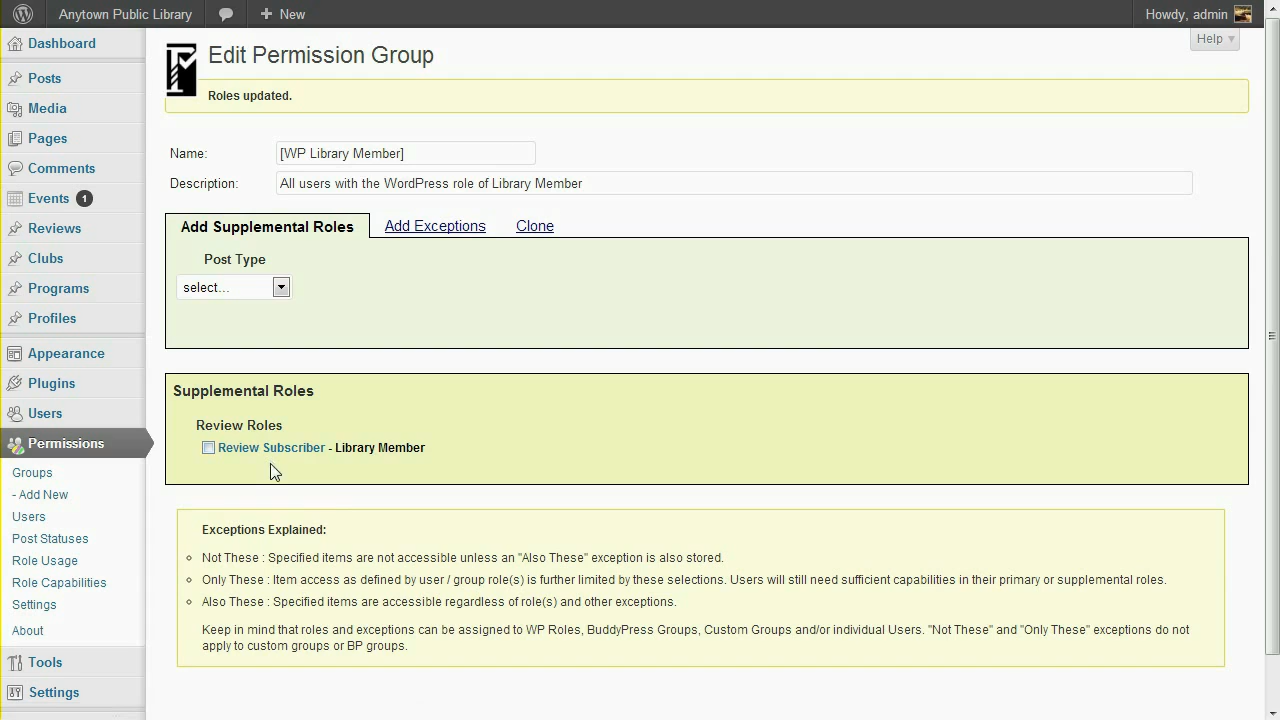 Anytown Public Library
New
Howdy, admin
Help
Dashboard
Posts
Media
Pages
Comments
Events 1
Reviews
Clubs
Programs
Profiles
Appearance
Plugins
Users
Permissions
Groups
- Add New
Users
Post Statuses
Role Usage
Role Capabilities
Settings
About
Tools
Settings
Edit Permission Group
Roles updated.
Name: [WP Library Member]
Description: All users with the WordPress role of Library Member
Add Supplemental Roles Add Exceptions Clone
Post Type
select...
Supplemental Roles
Review Roles
Review Subscriber - Library Member
Exceptions Explained:
Not These : Specified items are not accessible unless an "Also These" exception is also stored.
Only These : Item access as defined by user / group role(s) is further limited by these selections. Users will still need sufficient capabilities in their primary or supplemental roles.
Also These : Specified items are accessible regardless of role(s) and other exceptions.
Keep in mind that roles and exceptions can be assigned to WP Roles, BuddyPress Groups, Custom Groups and/or individual Users. "Not These" and "Only These" exceptions do not
apply to custom groups or BP groups.